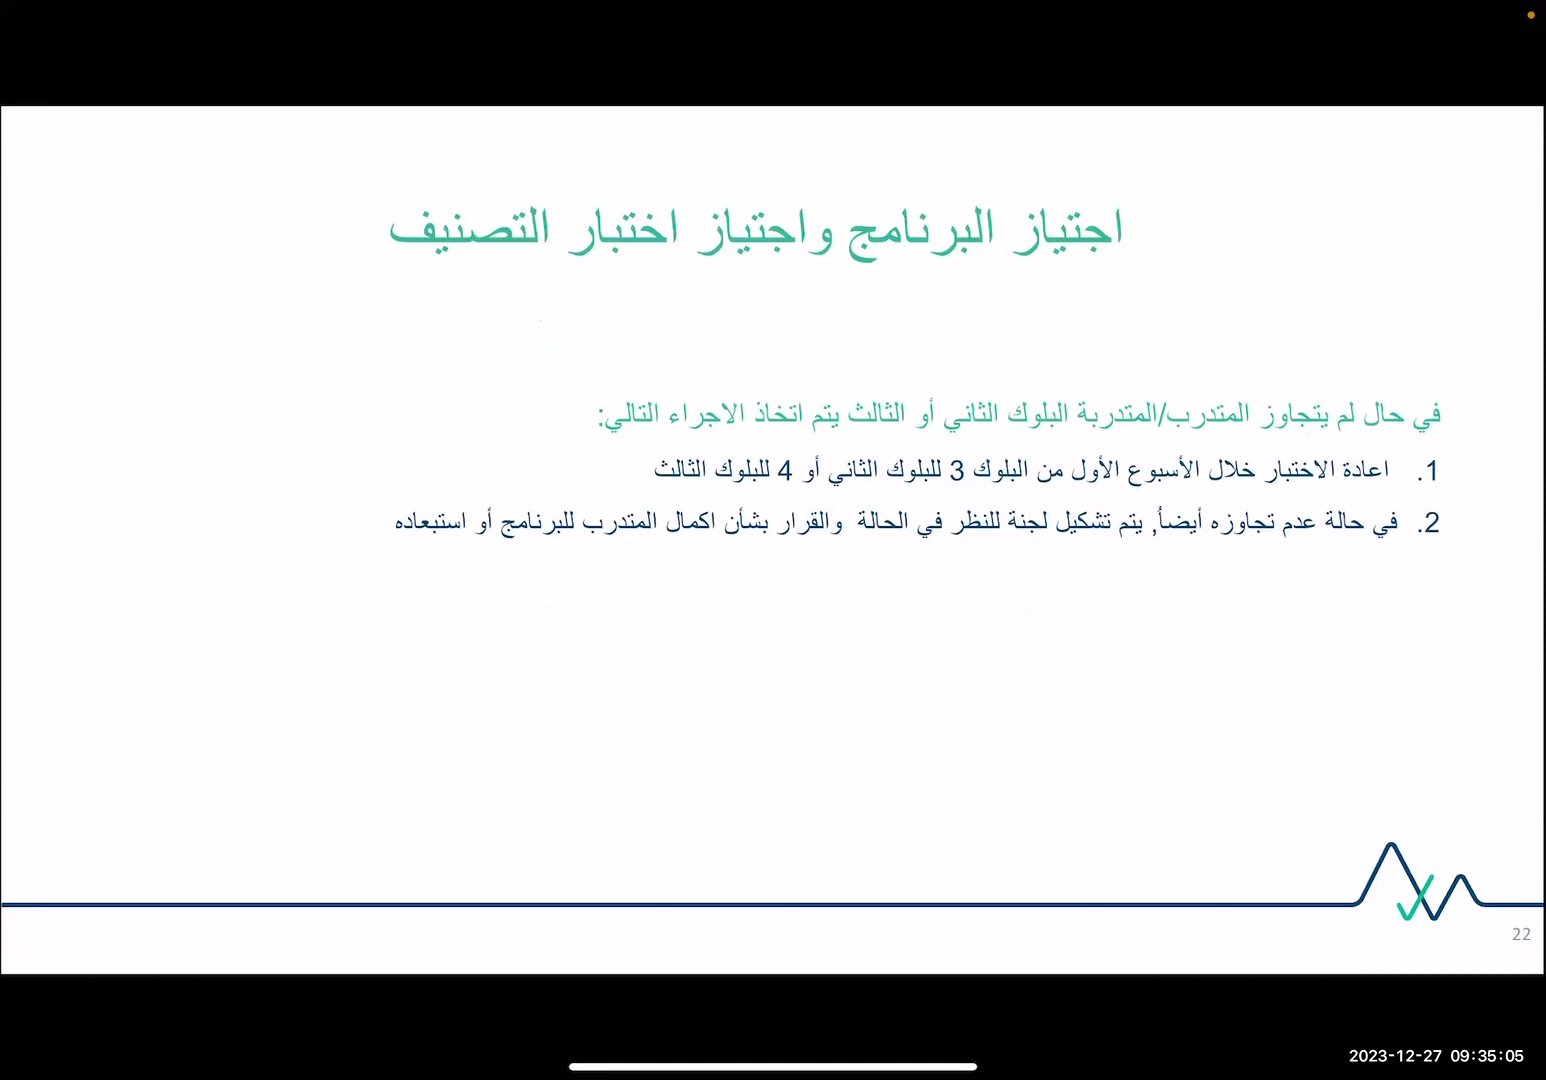 اجتياز البرنامج واجتياز اختبار التصنيف
في حال لم يتجاوز المتدرب/المتدربة البلوك الثاني أو الثالث يتم اتخاذ الاجراء التالي:
1. اعادة الاختبار خلال الأسبوع الأول من البلوك 3 للبلوك الثاني أو 4 للبلوك الثالث
2. في حالة عدم تجاوزه أيضاُ, يتم تشكيل لجنة للنظر في الحالة والقرار بشأن اكمال المتدرب للبرنامج أو استبعاده
22
2023-12-27 09:35:05